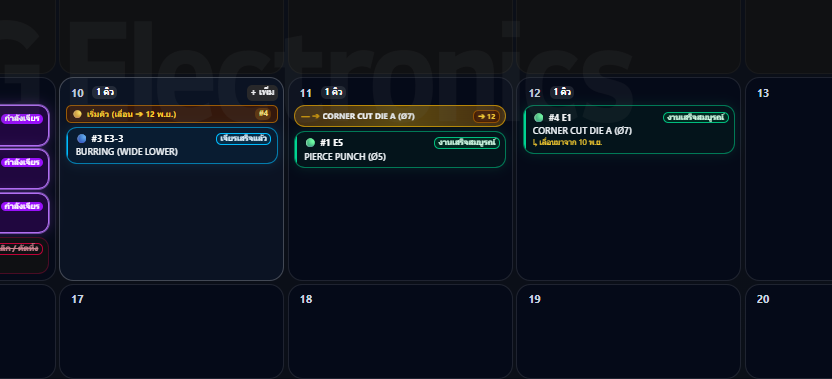 G Electronics
กำลังเจียร
กำลังเจียร
กำลังเจียร
10 1 คิว + เพิ่ม
เริ่มคิว (เลื่อน ➔ 12 พ.ย.) #4
#3 E3-3 เจียรเสร็จแล้ว
BURRING (WIDE LOWER)
11 1 คิว
— ➔ CORNER CUT DIE A (Ø7) ➔ 12
#1 E5 งานเสร็จสมบูรณ์
PIERCE PUNCH (Ø5)
12 1 คิว
#4 E1 งานเสร็จสมบูรณ์
CORNER CUT DIE A (Ø7)
↳ เลื่อนมาจาก 10 พ.ย.
13
17
18
19
20